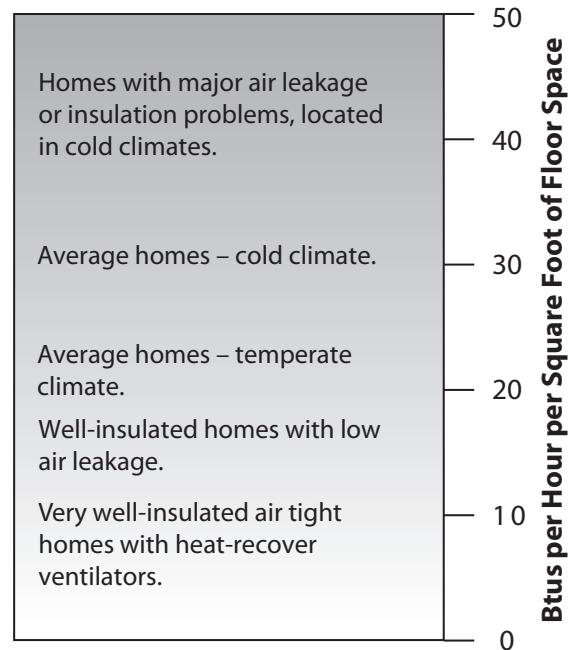 Homes with major air leakage
or insulation problems, located
in cold climates.
Average homes – cold climate.
Average homes – temperate
climate.
Well-insulated homes with low
air leakage.
Very well-insulated air tight
homes with heat-recover
ventilators.
50
40
30
20
10
0
Btus per Hour per Square Foot of Floor Space